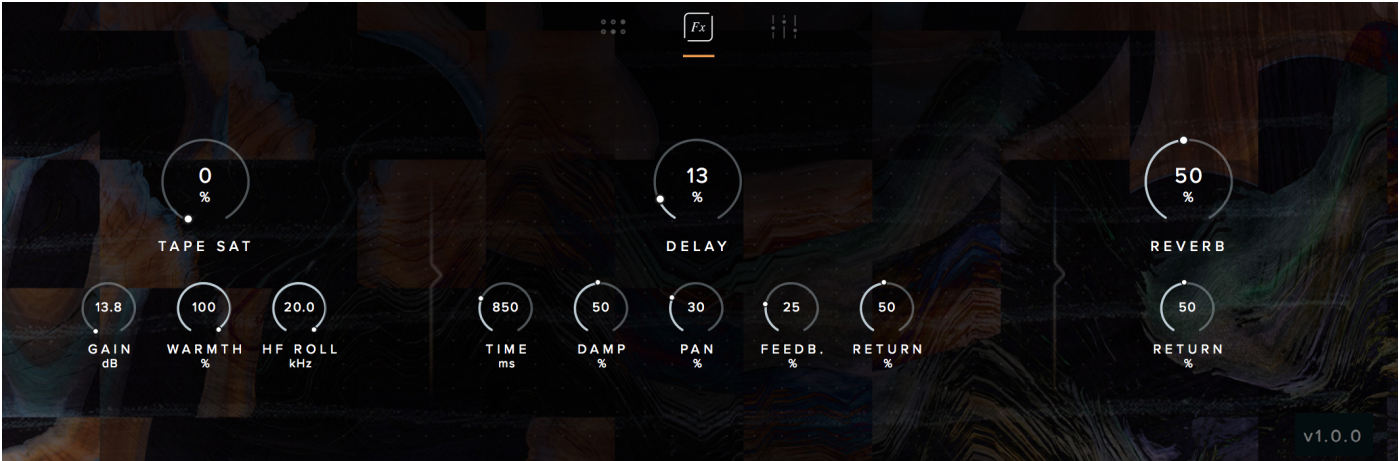 Fx
0
%
TAPE SAT
13
%
DELAY
50
%
REVERB
13.8
GAIN
dB
100
WARMTH
%
20.0
HF ROLL
kHz
850
TIME
ms
50
DAMP
%
30
PAN
%
25
FEEDB.
%
50
RETURN
%
50
RETURN
%
v1.0.0